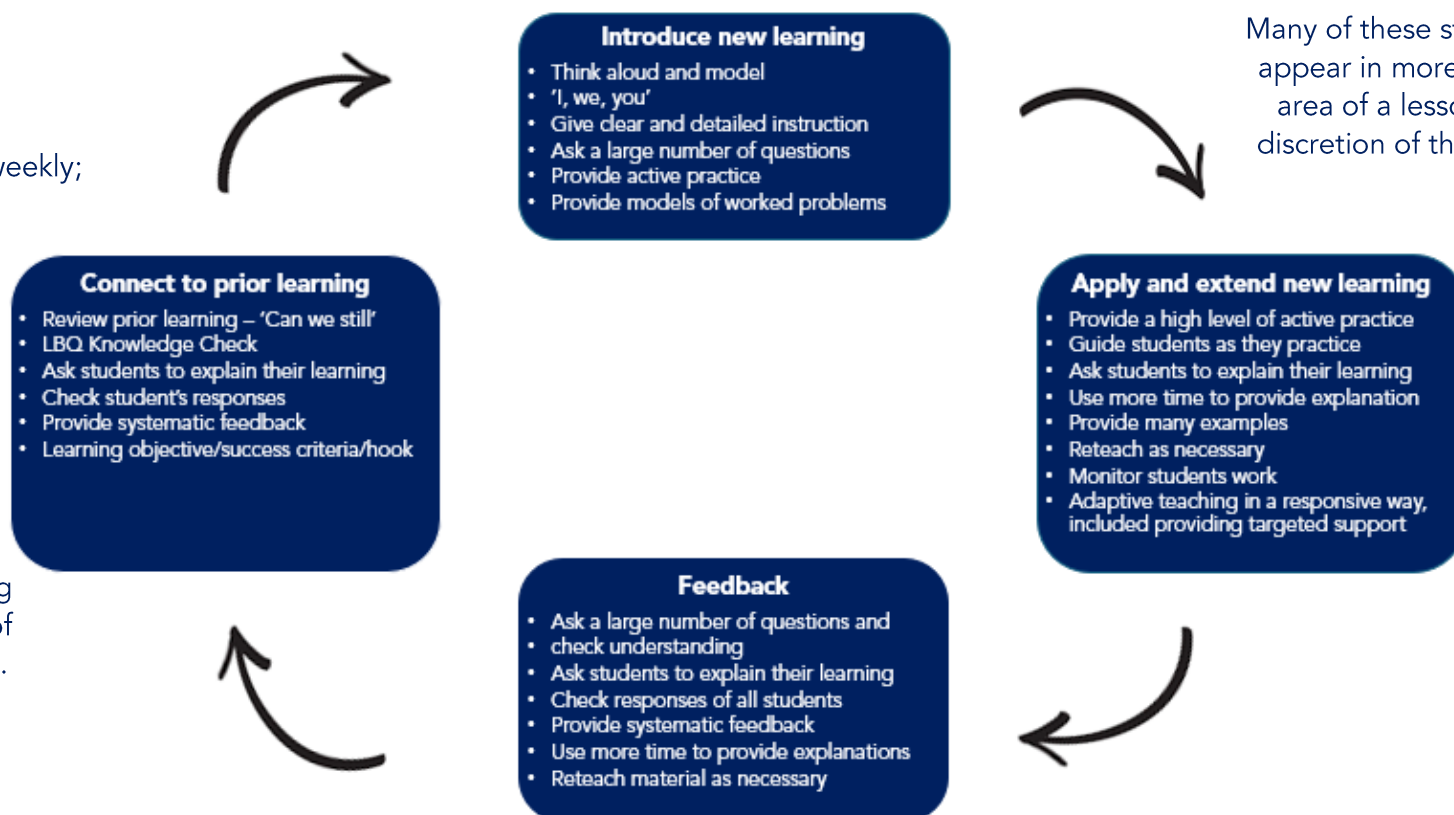 Introduce new learning
• Think aloud and model
• 'I, we, you'
• Give clear and detailed instruction
• Ask a large number of questions
• Provide active practice
• Provide models of worked problems
Many of these st
appear in more
area of a lesso
discretion of th
weekly;
Connect to prior learning
• Review prior learning – 'Can we still'
• LBQ Knowledge Check
• Ask students to explain their learning
• Check student's responses
• Provide systematic feedback
• Learning objective/success criteria/hook
Apply and extend new learning
• Provide a high level of active practice
• Guide students as they practice
• Ask students to explain their learning
• Use more time to provide explanation
• Provide many examples
• Reteach as necessary
• Monitor students work
• Adaptive teaching in a responsive way,
included providing targeted support
g
of
.
Feedback
• Ask a large number of questions and
• check understanding
• Ask students to explain their learning
• Check responses of all students
• Provide systematic feedback
• Use more time to provide explanations
• Reteach material as necessary